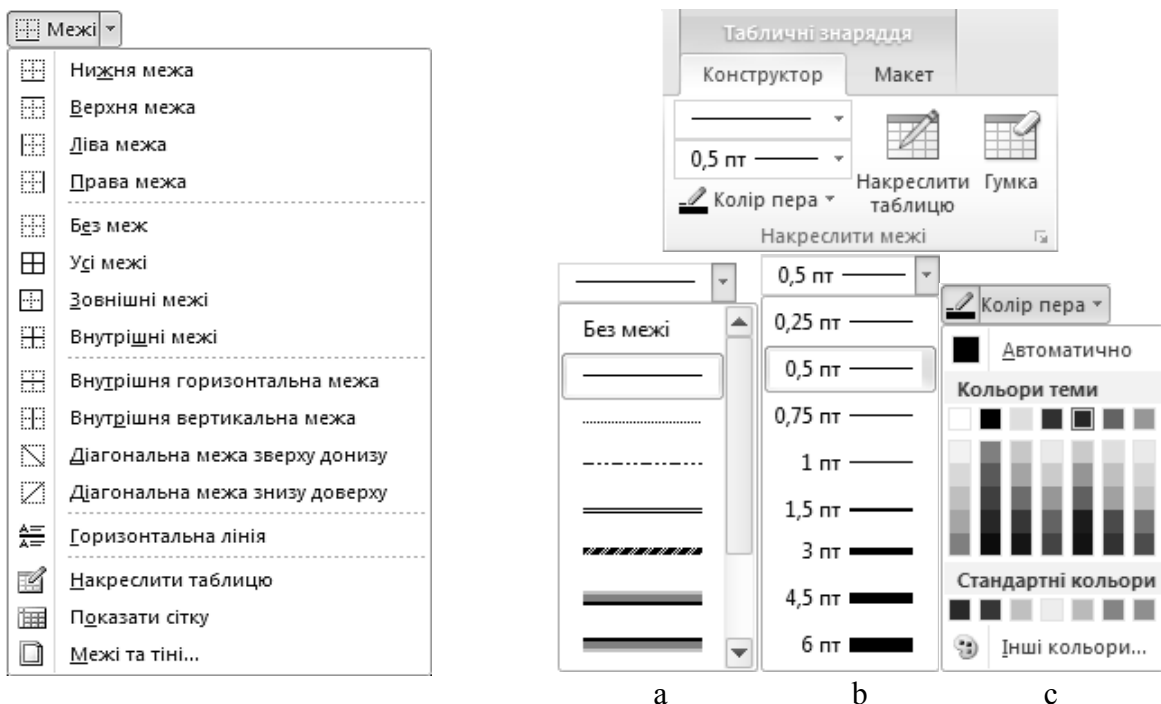 Межі
Нижня межа
Верхня межа
Ліва межа
Права межа
Без меж
Усі межі
Зовнішні межі
Внутрішні межі
Внутрішня горизонтальна межа
Внутрішня вертикальна межа
Діагональна межа зверху донизу
Діагональна межа знизу доверху
Горизонтальна лінія
Накреслити таблицю
Показати сітку
Межі та тіні...
Табличні знаряддя
Конструктор Макет
0,5 пт
Колір пера
Накреслити
таблицю
Гумка
Накреслити межі
Без межі
a
0,5 пт
0,25 пт
0,5 пт
0,75 пт
1 пт
1,5 пт
3 пт
4,5 пт
6 пт
b
Колір пера
Автоматично
Кольори теми
Стандартні кольори
Інші кольори...
c